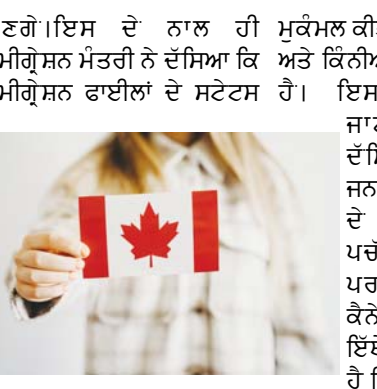 ਣਗੇ।ਇਸ ਦੇ ਨਾਲ ਹੀ
ਮੀਗ੍ਰੇਸ਼ਨ ਮੰਤਰੀ ਨੇ ਦੱਸਿਆ ਕਿ
ਮੀਗ੍ਰੇਸ਼ਨ ਫਾਈਲਾਂ ਦੇ ਸਟੇਟਸ
ਮੁਕੰਮਲ ਕੀ
ਅਤੇ ਕਿੰਨੀ
ਹੈ। ਇਸ
ਜਾ
ਦੱਸਿ
ਜਨ
ਦੇ
ਪਚੱ
ਪਰ
ਕੈਨੇ
ਇੱਥੇ
ਹੈ ਕਿ